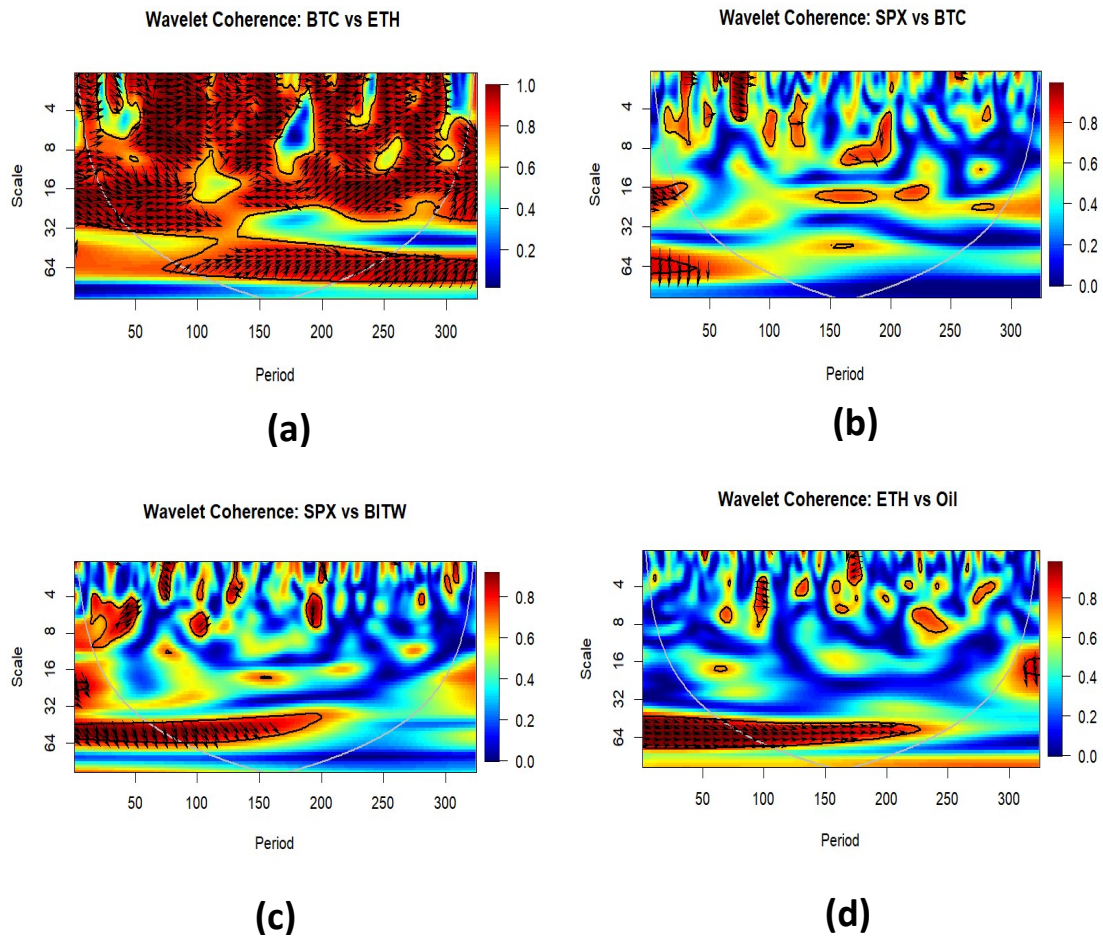 Wavelet Coherence: BTC vs ETH
Scale
4
8
16
32
64
1.0
0.8
0.6
0.4
0.2
50 100 150 200 250 300
Period
(a)
Wavelet Coherence: SPX vs BTC
Scale
4
8
16
32
64
0.8
0.6
0.4
0.2
0.0
50 100 150 200 250 300
Period
(b)
Wavelet Coherence: SPX vs BITW
Scale
4
8
16
32
64
0.8
0.6
0.4
0.2
0.0
50 100 150 200 250 300
Period
(c)
Wavelet Coherence: ETH vs Oil
Scale
4
8
16
32
64
0.8
0.6
0.4
0.2
0.0
50 100 150 200 250 300
Period
(d)